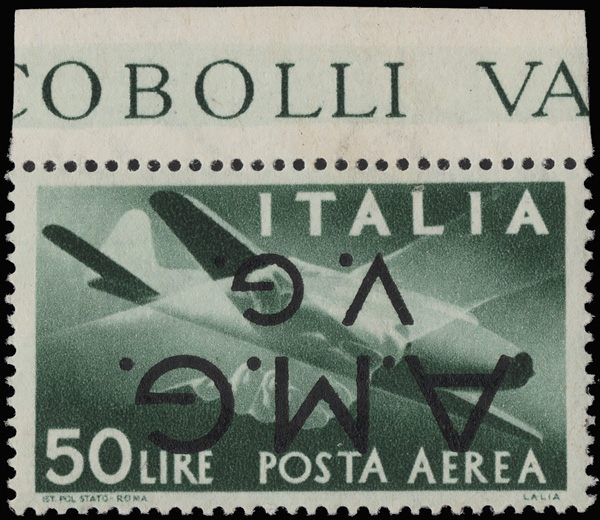 COBOLLI VA
ITALIA
V.G.
A.M.G.
50 LIRE POSTA AEREA
IST. POL. STATO - ROMA LALIA